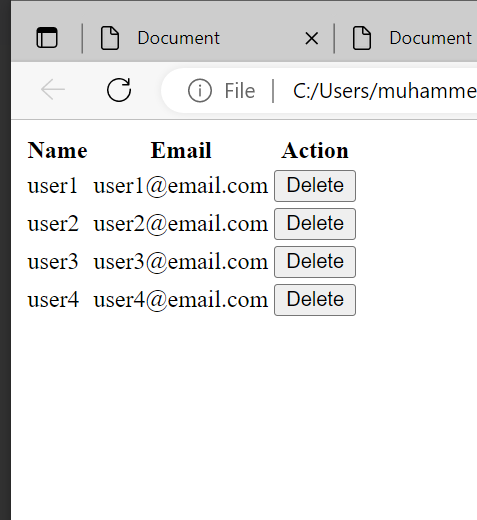 Document Document
File C:/Users/muhamme
Name Email Action
user1 user1@email.com Delete
user2 user2@email.com Delete
user3 user3@email.com Delete
user4 user4@email.com Delete